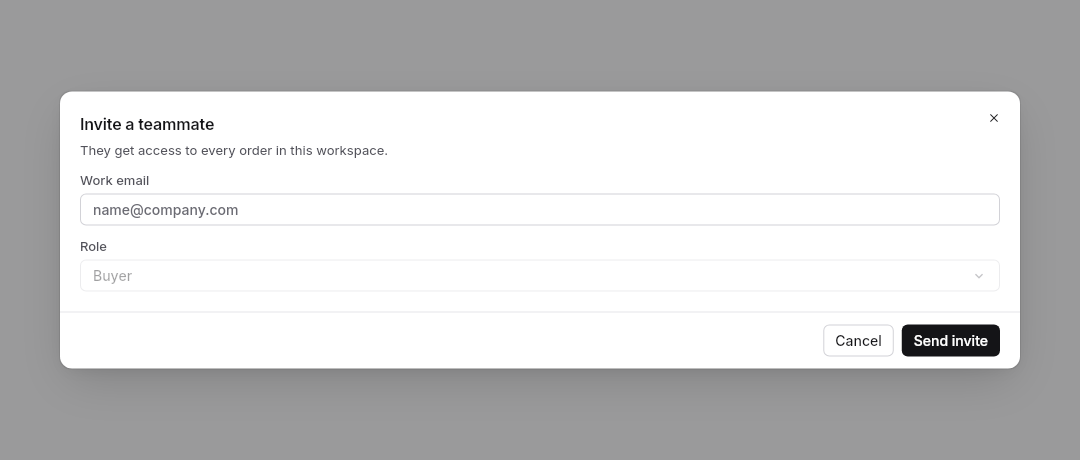 Invite a teammate
They get access to every order in this workspace.
Work email
name@company.com
Role
Buyer
Cancel
Send invite